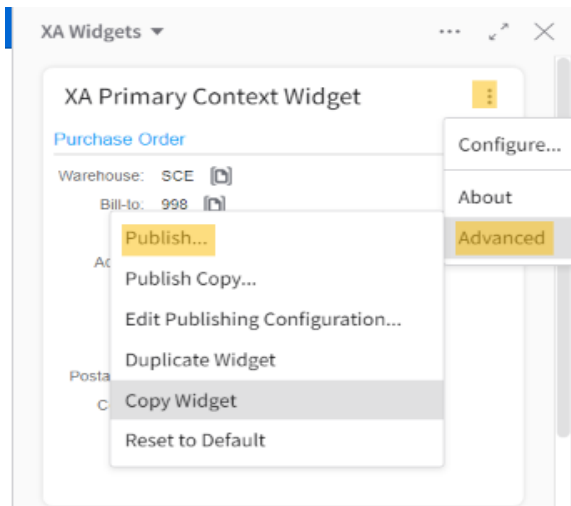 XA Widgets
XA Primary Context Widget
Purchase Order
Configure...
Warehouse: SCE
About
Bill-to: 998
Advanced
Publish...
Publish Copy...
Edit Publishing Configuration...
Duplicate Widget
Copy Widget
Reset to Default